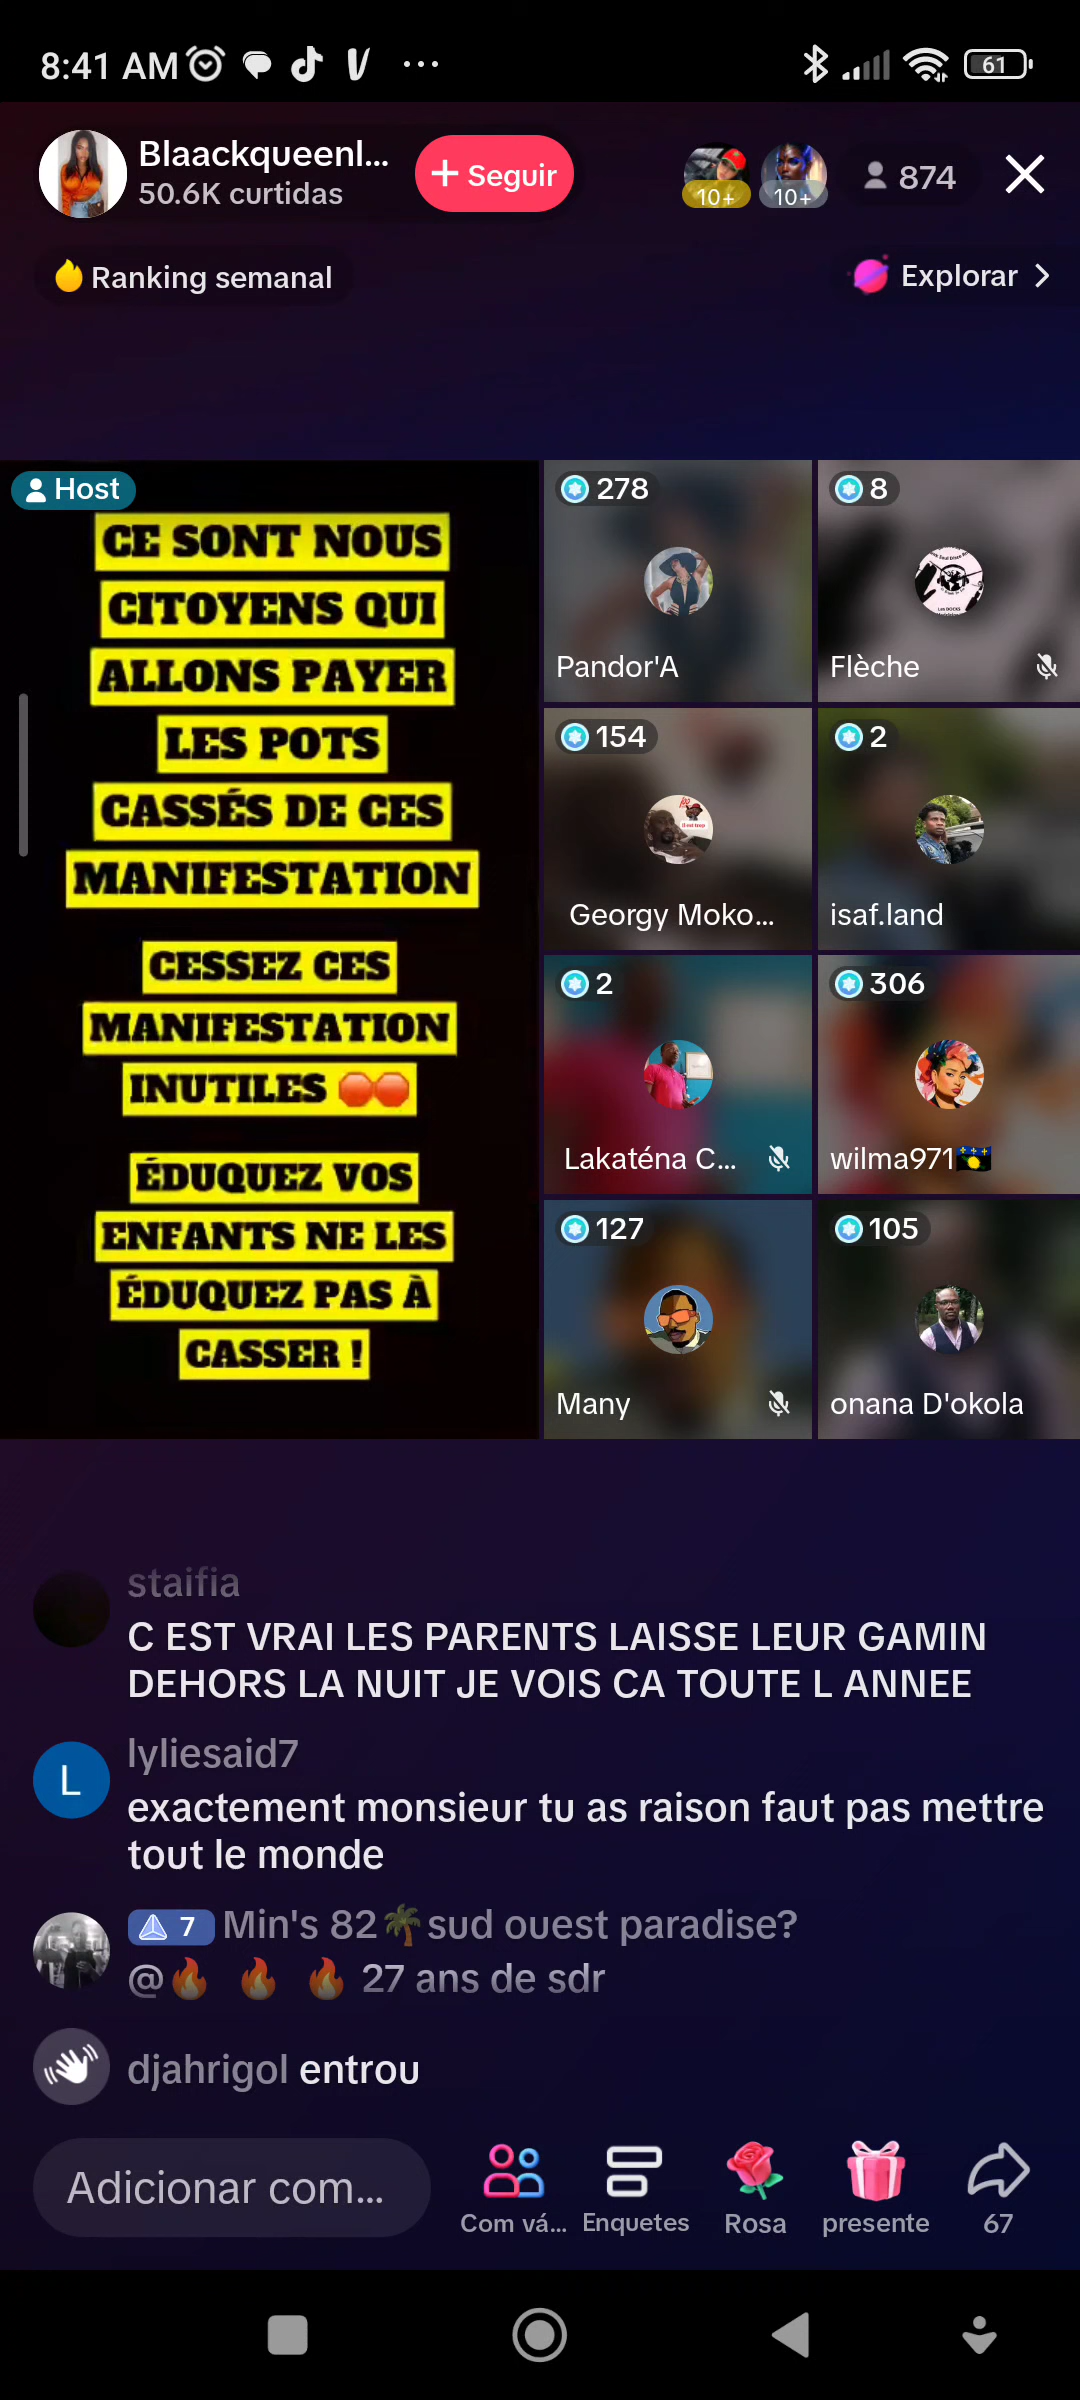 8:41 AM
61
Blaackqueenl...
50.6K curtidas
+ Seguir
10+
10+
874
Ranking semanal
Explorar
Host
CE SONT NOUS
CITOYENS QUI
ALLONS PAYER
LES POTS
CASSÉS DE CES
MANIFESTATION
CESSEZ CES
MANIFESTATION
INUTILES 🛑🛑
ÉDUQUEZ VOS
ENFANTS NE LES
ÉDUQUEZ PAS À
CASSER !
278
Pandor'A
8
Flèche
154
Georgy Moko...
2
isaf.land
2
Lakaténa C...
306
wilma971🇬🇵
127
Many
105
onana D'okola
staifia
C EST VRAI LES PARENTS LAISSE LEUR GAMIN
DEHORS LA NUIT JE VOIS CA TOUTE L ANNEE
L
lyliesaid7
exactement monsieur tu as raison faut pas mettre
tout le monde
7 Min's 82🌴sud ouest paradise?
@🔥 🔥 🔥 27 ans de sdr
djahrigol entrou
Adicionar com...
Com vá...
Enquetes
Rosa
presente
67